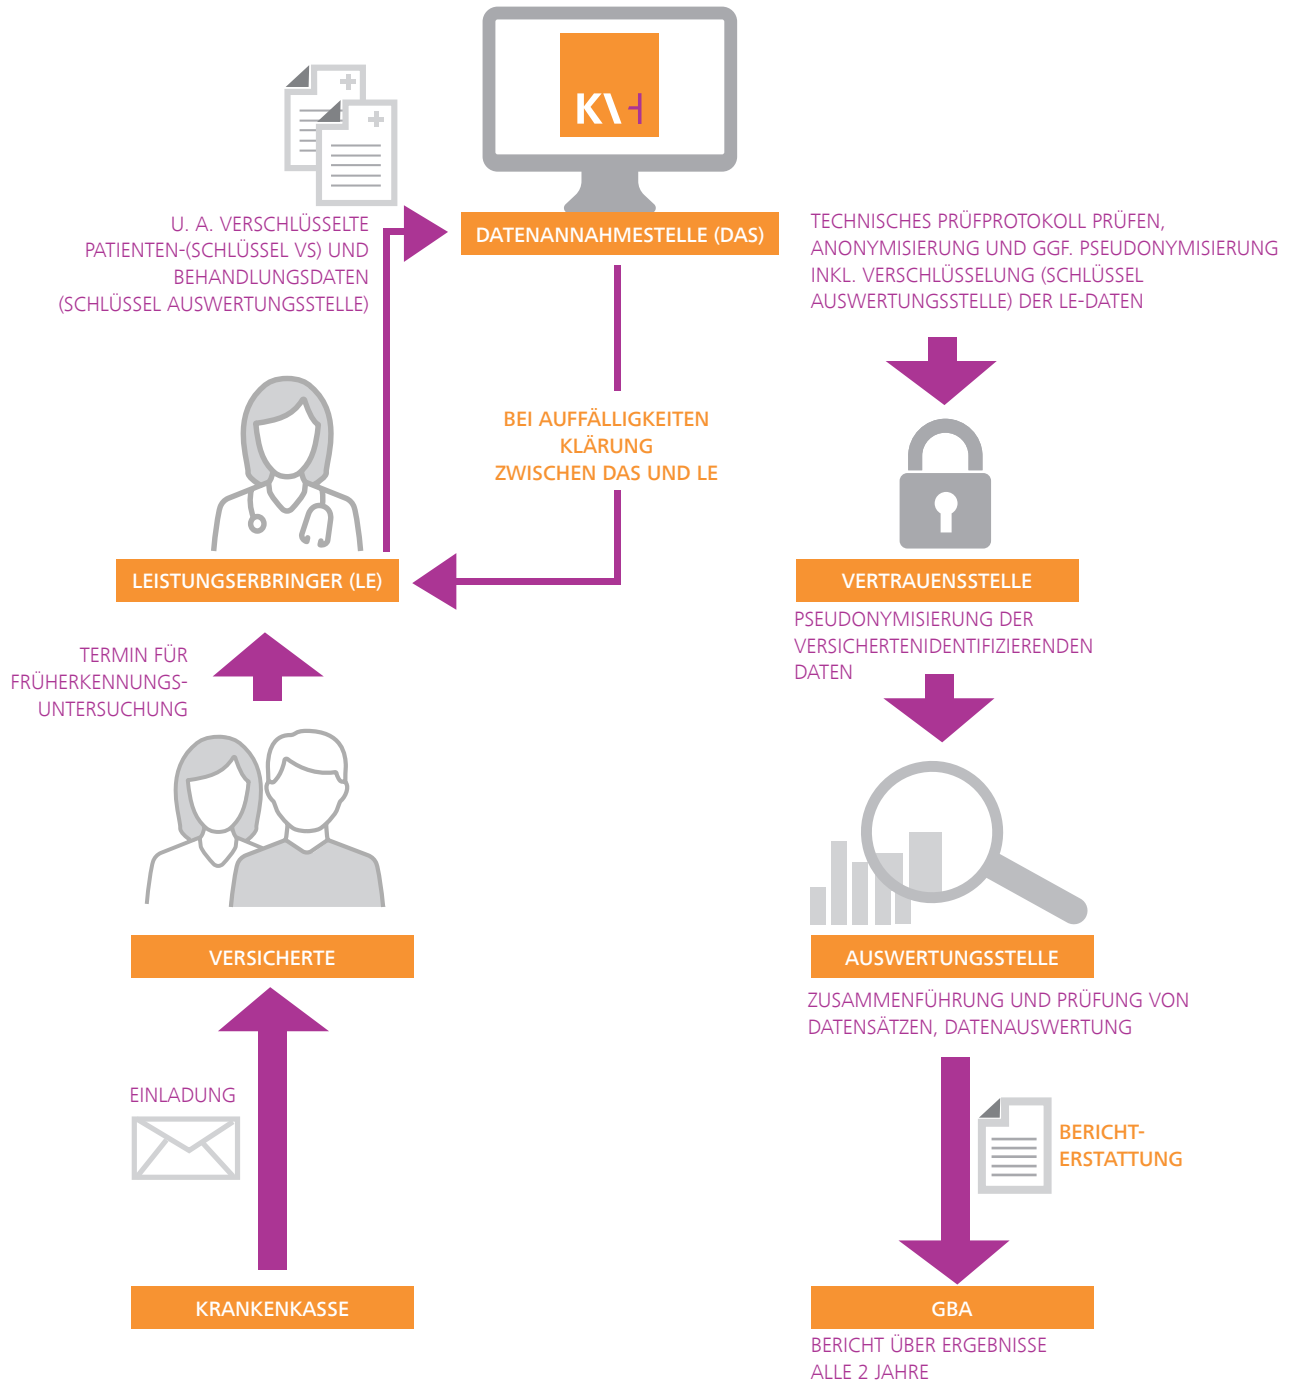 KVH
U. A. VERSCHLÜSSELTE
PATIENTEN-(SCHLÜSSEL VS) UND
BEHANDLUNGSDATEN
(SCHLÜSSEL AUSWERTUNGSSTELLE)
DATENANNAHMESTELLE (DAS)
TECHNISCHES PRÜFPROTOKOLL PRÜFEN,
ANONYMISIERUNG UND GGF. PSEUDONYMISIERUNG
INKL. VERSCHLÜSSELUNG (SCHLÜSSEL
AUSWERTUNGSSTELLE) DER LE-DATEN
BEI AUFFÄLLIGKEITEN
KLÄRUNG
ZWISCHEN DAS UND LE
LEISTUNGSERBRINGER (LE)
VERTRAUENSSTELLE
PSEUDONYMISIERUNG DER
VERSICHERTENIDENTIFIZIERENDEN
DATEN
TERMIN FÜR
FRÜHERKENNUNGS-
UNTERSUCHUNG
VERSICHERTE
AUSWERTUNGSSTELLE
ZUSAMMENFÜHRUNG UND PRÜFUNG VON
DATENSÄTZEN, DATENAUSWERTUNG
EINLADUNG
BERICHT-
ERSTATTUNG
KRANKENKASSE
GBA
BERICHT ÜBER ERGEBNISSE
ALLE 2 JAHRE